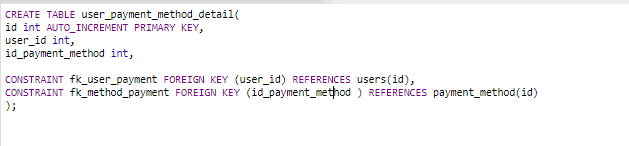 CREATE TABLE user_payment_method_detail(
id int AUTO_INCREMENT PRIMARY KEY,
user_id int,
id_payment_method int,
CONSTRAINT fk_user_payment FOREIGN KEY (user_id) REFERENCES users(id),
CONSTRAINT fk_method_payment FOREIGN KEY (id_payment_method ) REFERENCES payment_method(id)
);